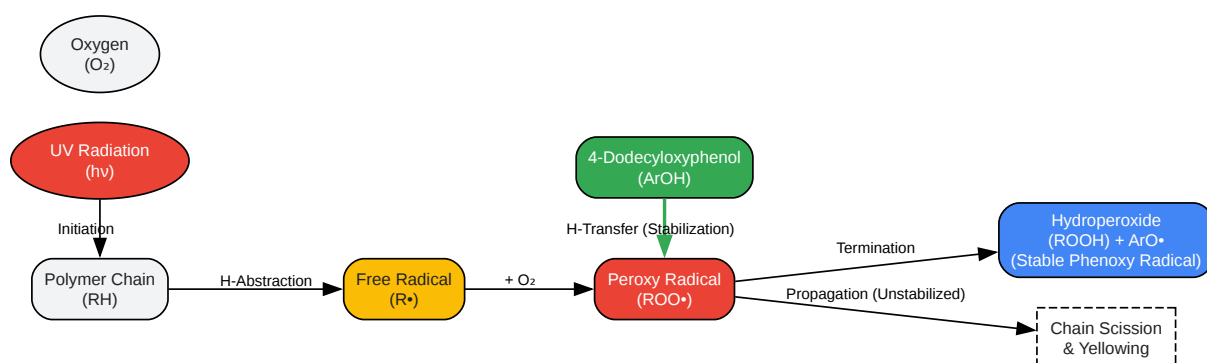 Oxygen
(O₂)
UV Radiation
(hν)
Initiation
Polymer Chain
(RH)
H-Abstraction
Free Radical
(R•)
+ O₂
4-Dodecyloxyphenol
(ArOH)
H-Transfer (Stabilization)
Peroxy Radical
(ROO•)
Termination
Propagation (Unstabilized)
Hydroperoxide
(ROOH) + ArO•
(Stable Phenoxy Radical)
Chain Scission
& Yellowing